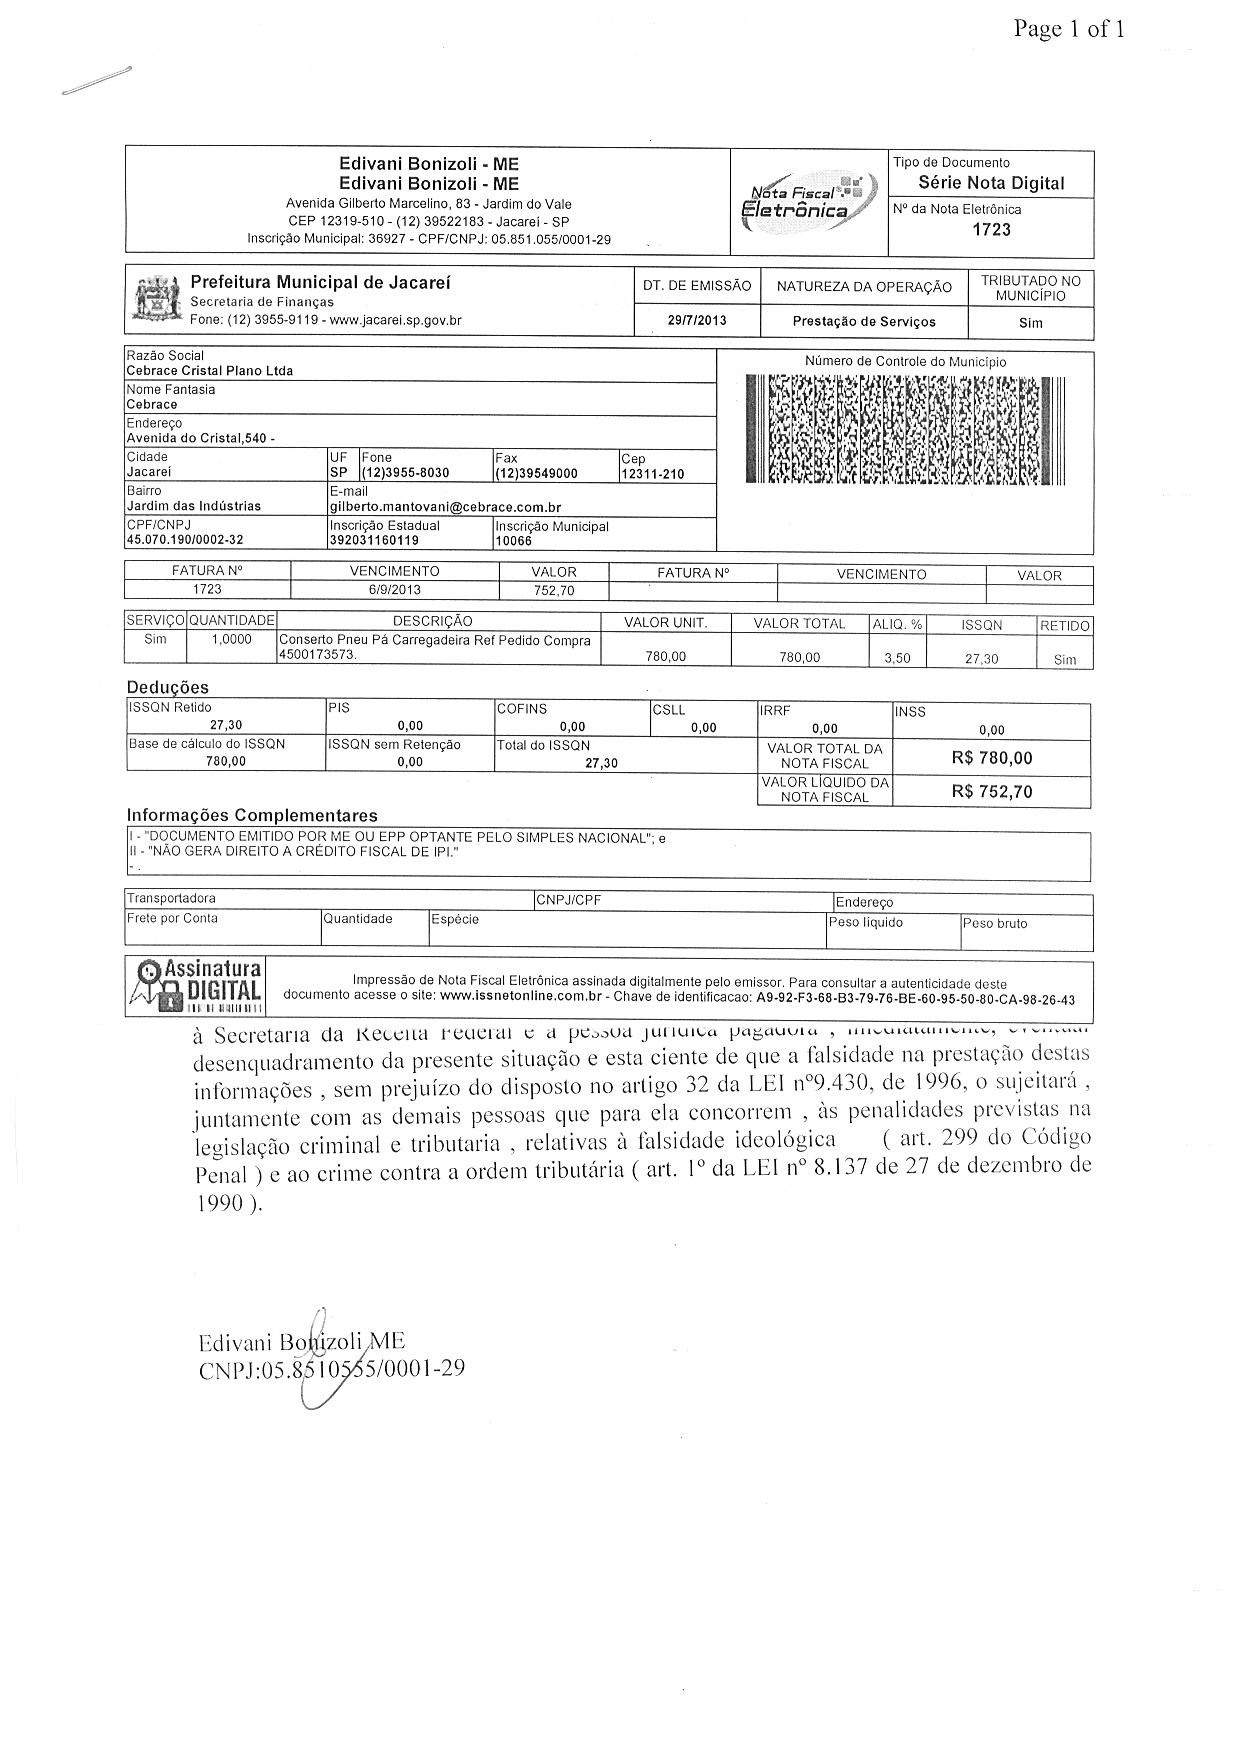 Page 1 of 1
Edivani Bonizoli - ME
Edivani Bonizoli - ME
Avenida Gilberto Marcelino, 83 - Jardim do Vale
CEP 12319-510 - (12) 39522183 - Jacareí - SP
Inscrição Municipal: 36927 - CPF/CNPJ: 05.851.055/0001-29
Nota Fiscal
Eletrônica
Tipo de Documento
Série Nota Digital
Nº da Nota Eletrônica
1723
Prefeitura Municipal de Jacareí
Secretaria de Finanças
Fone: (12) 3955-9119 - www.jacarei.sp.gov.br
DT. DE EMISSÃO NATUREZA DA OPERAÇÃO TRIBUTADO NO MUNICÍPIO
29/7/2013 Prestação de Serviços Sim
Razão Social
Cebrace Cristal Plano Ltda
Nome Fantasia
Cebrace
Endereço
Avenida do Cristal,540 -
Cidade UF Fone Fax Cep
Jacareí SP (12)3955-8030 (12)39549000 12311-210
Bairro E-mail
Jardim das Indústrias gilberto.mantovani@cebrace.com.br
CPF/CNPJ Inscrição Estadual Inscrição Municipal
45.070.190/0002-32 392031160119 10066
Número de Controle do Município
FATURA Nº VENCIMENTO VALOR FATURA Nº VENCIMENTO VALOR
1723 6/9/2013 752,70
SERVIÇO QUANTIDADE DESCRIÇÃO VALOR UNIT. VALOR TOTAL ALIQ. % ISSQN RETIDO
Sim 1,0000 Conserto Pneu Pá Carregadeira Ref Pedido Compra
4500173573. 780,00 780,00 3,50 27,30 Sim
Deduções
ISSQN Retido PIS COFINS CSLL IRRF INSS
27,30 0,00 0,00 0,00 0,00 0,00
Base de cálculo do ISSQN ISSQN sem Retenção Total do ISSQN VALOR TOTAL DA NOTA FISCAL R$ 780,00
780,00 0,00 27,30
VALOR LÍQUIDO DA NOTA FISCAL R$ 752,70
Informações Complementares
I - "DOCUMENTO EMITIDO POR ME OU EPP OPTANTE PELO SIMPLES NACIONAL"; e
II - "NÃO GERA DIREITO A CRÉDITO FISCAL DE IPI."
- .
Transportadora CNPJ/CPF Endereço
Frete por Conta Quantidade Espécie Peso líquido Peso bruto
Assinatura
DIGITAL
Impressão de Nota Fiscal Eletrônica assinada digitalmente pelo emissor. Para consultar a autenticidade deste
documento acesse o site: www.issnetonline.com.br - Chave de identificacao: A9-92-F3-68-B3-79-76-BE-60-95-50-80-CA-98-26-43
à Secretaria da Receita Federal e a pessoa jurídica pagadora , imediatamente,
desenquadramento da presente situação e esta ciente de que a falsidade na prestação destas
informações , sem prejuízo do disposto no artigo 32 da LEI nº9.430, de 1996, o sujeitará ,
juntamente com as demais pessoas que para ela concorrem , às penalidades previstas na
legislação criminal e tributaria , relativas à falsidade ideológica ( art. 299 do Código
Penal ) e ao crime contra a ordem tributária ( art. 1º da LEI nº 8.137 de 27 de dezembro de
1990 ).
Edivani Bonizoli ME
CNPJ:05.8510555/0001-29